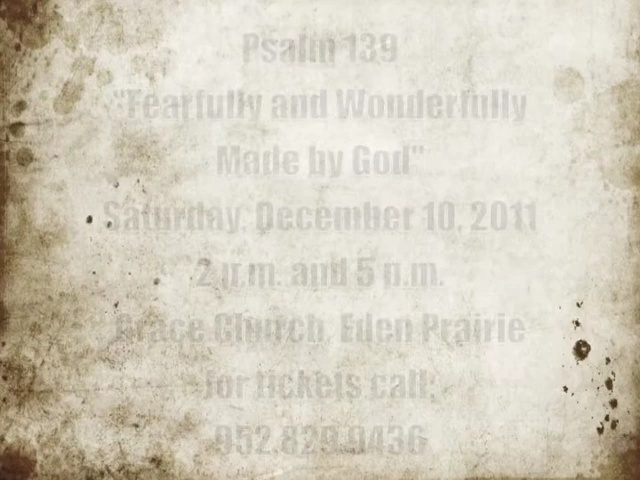 Psalm 139
"Fearfully and Wonderfully
Made by God"
Saturday, December 10, 2011
2 p.m. and 5 p.m.
Grace Church, Eden Prairie
for tickets call:
952.829.9436